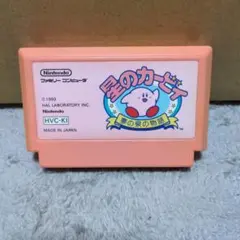 Nintendo
ファミリー コンピュータ
©1993
HAL LABORATORY INC.
Nintendo
HVC-KI
MADE IN JAPAN
星のカービィ
夢の泉の物語